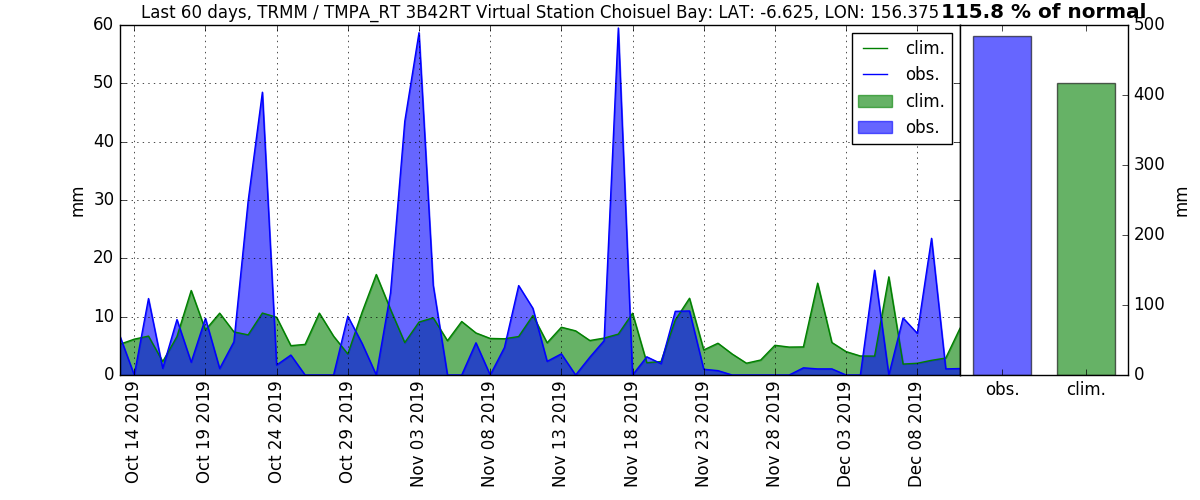 Last 60 days, TRMM / TMPA_RT 3B42RT Virtual Station Choisuel Bay: LAT: -6.625, LON: 156.375
115.8 % of normal
60
50
40
30
20
10
0
mm
clim.
obs.
clim.
obs.
500
400
300
200
100
0
mm
obs.
clim.
Oct 14 2019
Oct 19 2019
Oct 24 2019
Oct 29 2019
Nov 03 2019
Nov 08 2019
Nov 13 2019
Nov 18 2019
Nov 23 2019
Nov 28 2019
Dec 03 2019
Dec 08 2019